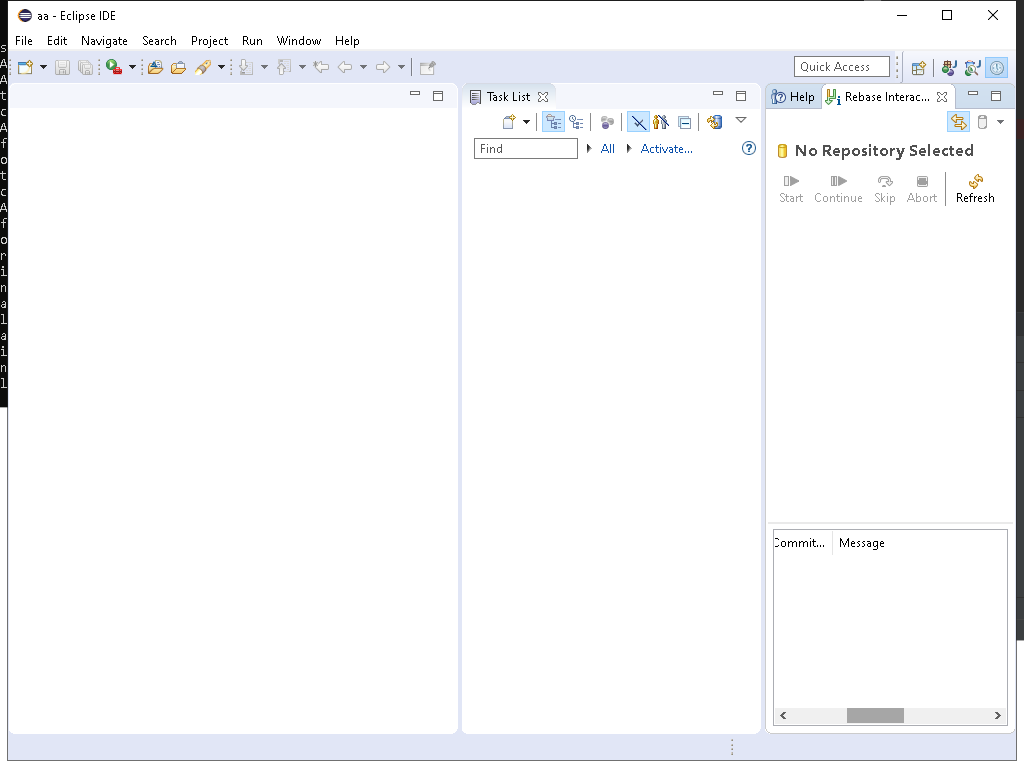 aa - Eclipse IDE
File Edit Navigate Search Project Run Window Help
Quick Access
Task List
Find
All
Activate...
Help
Rebase Interac...
No Repository Selected
Start Continue Skip Abort Refresh
Commit... Message
s
A
A
t
c
A
f
o
t
c
A
f
o
r
i
n
a
l
a
i
n
l